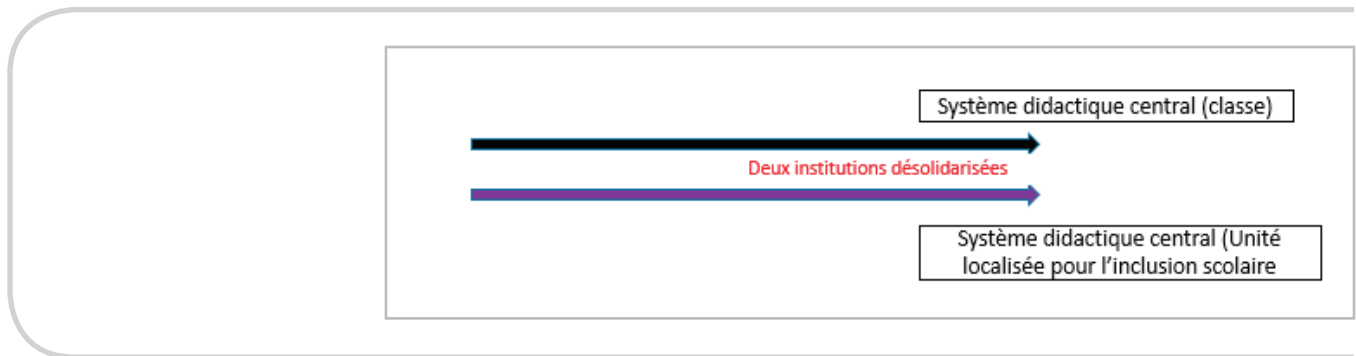 Système didactique central (classe)
Deux institutions désolidarisées
Système didactique central (Unité
localisée pour l'inclusion scolaire